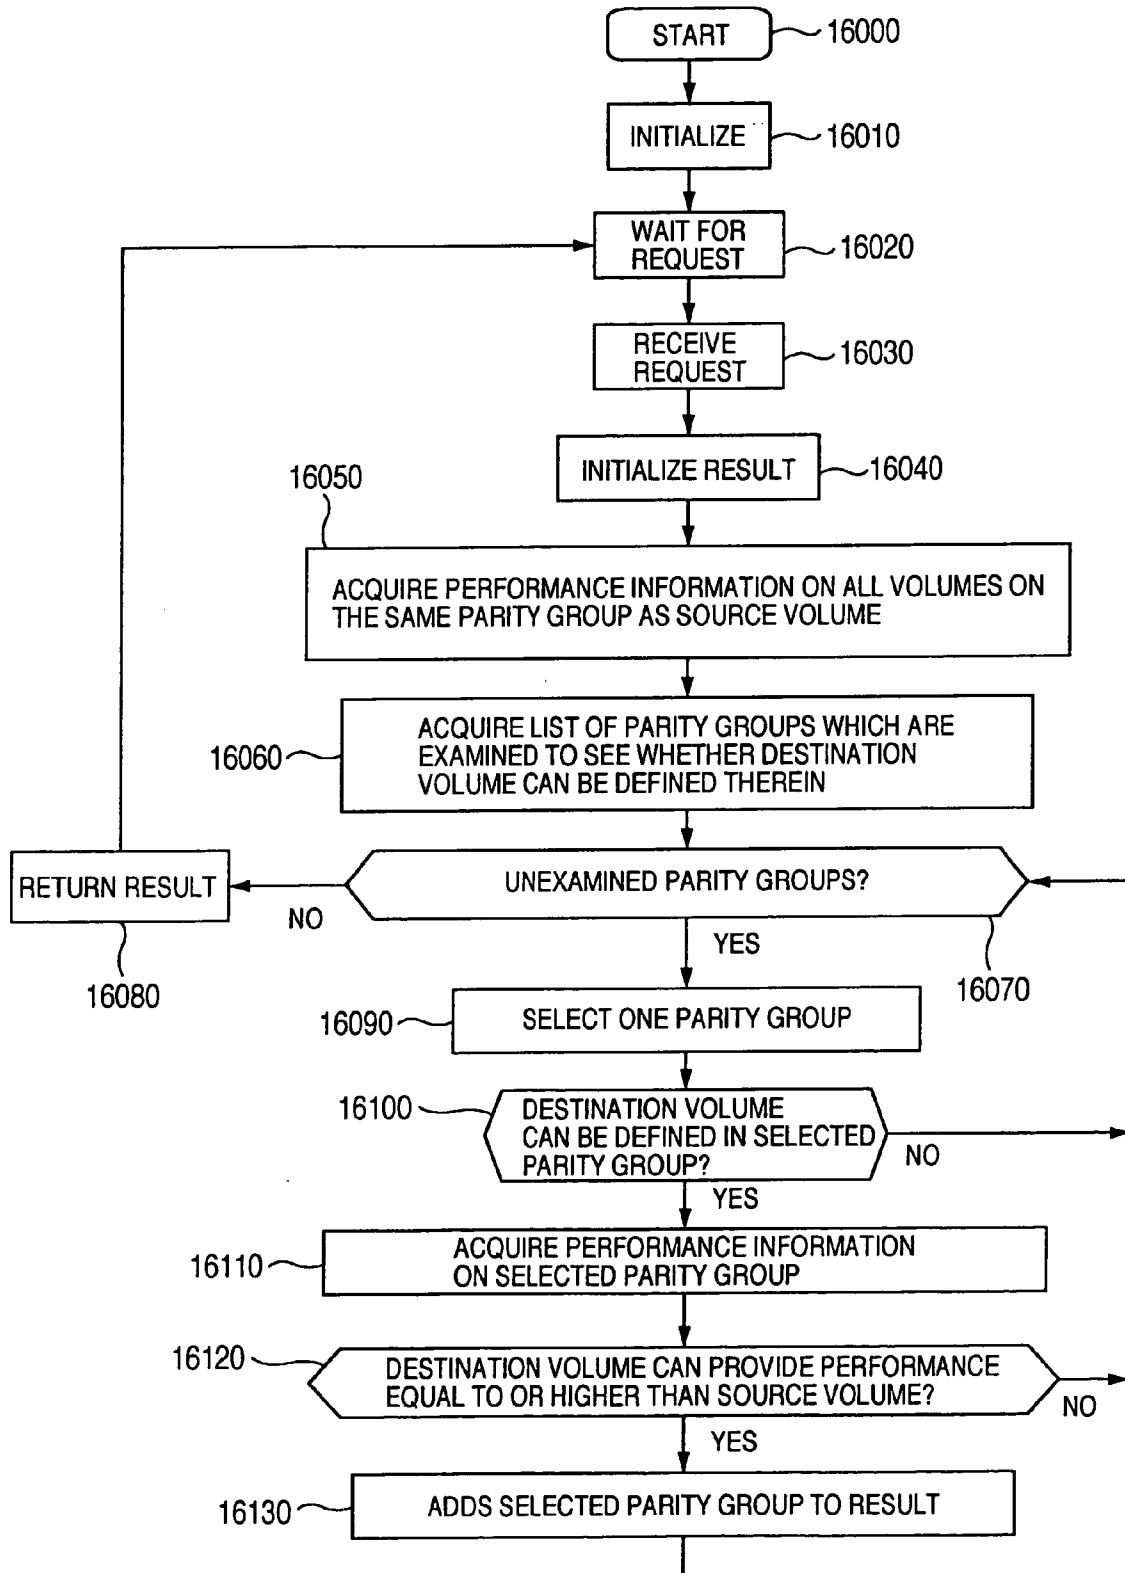 START
16000
INITIALIZE
16010
WAIT FOR
REQUEST
16020
RECEIVE
REQUEST
16030
INITIALIZE RESULT
16040
16050
ACQUIRE PERFORMANCE INFORMATION ON ALL VOLUMES ON
THE SAME PARITY GROUP AS SOURCE VOLUME
16060
ACQUIRE LIST OF PARITY GROUPS WHICH ARE
EXAMINED TO SEE WHETHER DESTINATION
VOLUME CAN BE DEFINED THEREIN
RETURN RESULT
16080
NO
UNEXAMINED PARITY GROUPS?
16070
YES
16090
SELECT ONE PARITY GROUP
16100
DESTINATION VOLUME
CAN BE DEFINED IN SELECTED
PARITY GROUP?
NO
YES
16110
ACQUIRE PERFORMANCE INFORMATION
ON SELECTED PARITY GROUP
16120
DESTINATION VOLUME CAN PROVIDE PERFORMANCE
EQUAL TO OR HIGHER THAN SOURCE VOLUME?
NO
YES
16130
ADDS SELECTED PARITY GROUP TO RESULT